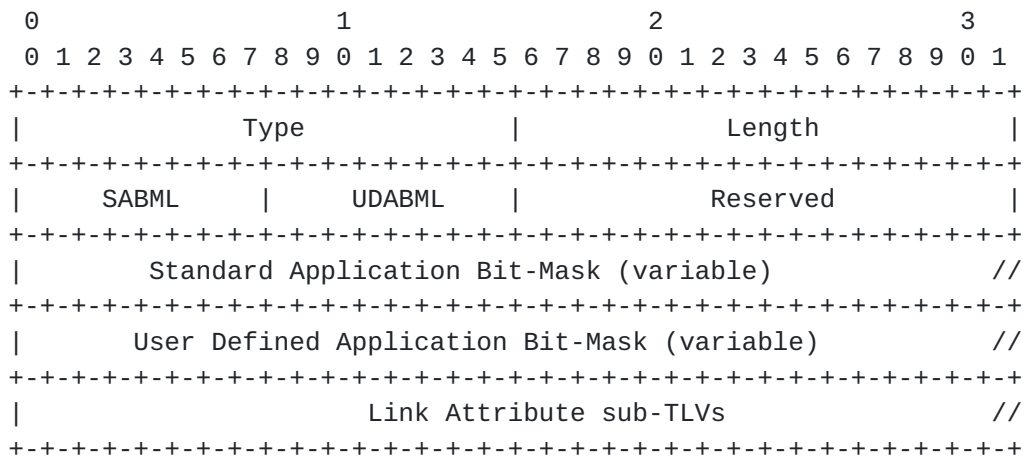 0                   1                   2                   3
 0 1 2 3 4 5 6 7 8 9 0 1 2 3 4 5 6 7 8 9 0 1 2 3 4 5 6 7 8 9 0 1
+-+-+-+-+-+-+-+-+-+-+-+-+-+-+-+-+-+-+-+-+-+-+-+-+-+-+-+-+-+-+-+-+
|              Type             |             Length            |
+-+-+-+-+-+-+-+-+-+-+-+-+-+-+-+-+-+-+-+-+-+-+-+-+-+-+-+-+-+-+-+-+
|     SABML     |     UDABML    |            Reserved           |
+-+-+-+-+-+-+-+-+-+-+-+-+-+-+-+-+-+-+-+-+-+-+-+-+-+-+-+-+-+-+-+-+
|        Standard Application Bit-Mask (variable)              //
+-+-+-+-+-+-+-+-+-+-+-+-+-+-+-+-+-+-+-+-+-+-+-+-+-+-+-+-+-+-+-+-+
|       User Defined Application Bit-Mask (variable)           //
+-+-+-+-+-+-+-+-+-+-+-+-+-+-+-+-+-+-+-+-+-+-+-+-+-+-+-+-+-+-+-+-+
|                      Link Attribute sub-TLVs                 //
+-+-+-+-+-+-+-+-+-+-+-+-+-+-+-+-+-+-+-+-+-+-+-+-+-+-+-+-+-+-+-+-+